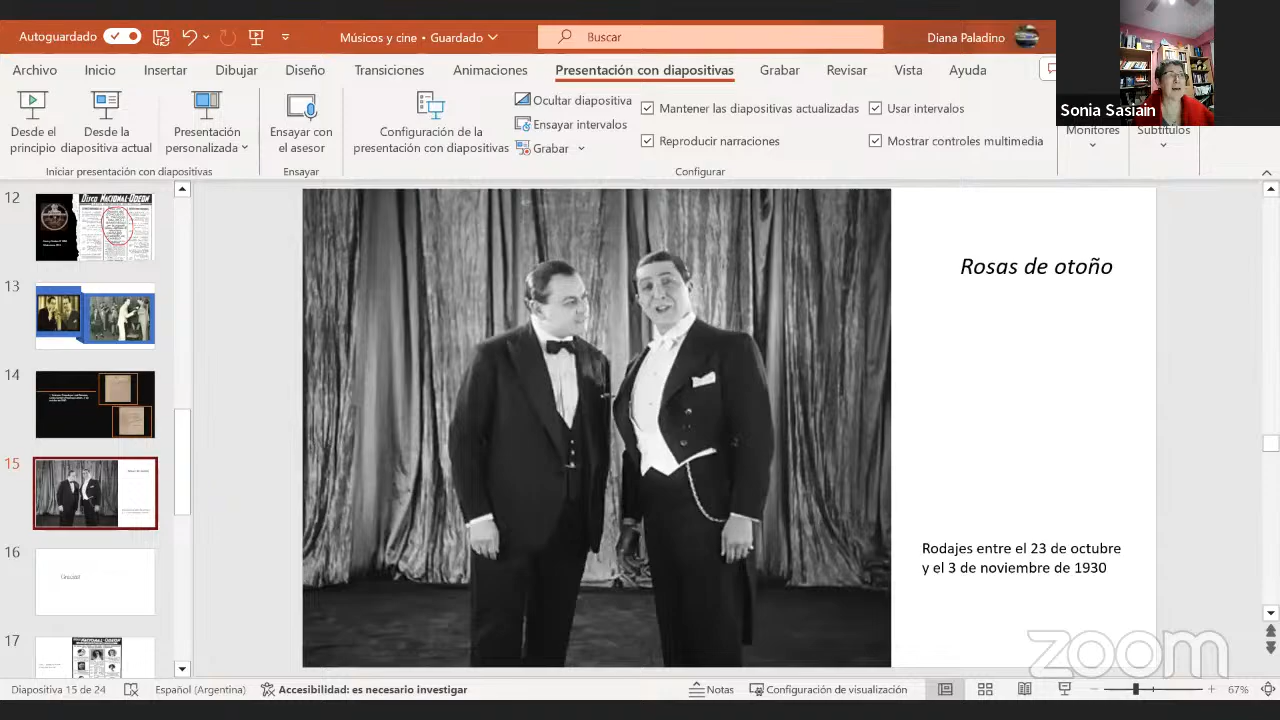 Autoguardado
Músicos y cine • Guardado
Buscar
Diana Paladino
Archivo Inicio Insertar Dibujar Diseño Transiciones Animaciones Presentación con diapositivas Grabar Revisar Vista Ayuda
Sonia Sasiain
Desde el principio
Desde la diapositiva actual
Presentación personalizada
Ensayar con el asesor
Configuración de la presentación con diapositivas
Ocultar diapositiva
Ensayar intervalos
Grabar
Mantener las diapositivas actualizadas
Reproducir narraciones
Usar intervalos
Mostrar controles multimedia
Monitores
Subtítulos
Iniciar presentación con diapositivas
Ensayar
Configurar
12
DISCO NACIONAL-ODEON
13
14
15
16
17
NACIONAL-ODEON
Rosas de otoño
Rodajes entre el 23 de octubre
y el 3 de noviembre de 1930
zoom
Diapositiva 15 de 24
Español (Argentina)
Accesibilidad: es necesario investigar
Notas
Configuración de visualización
67%